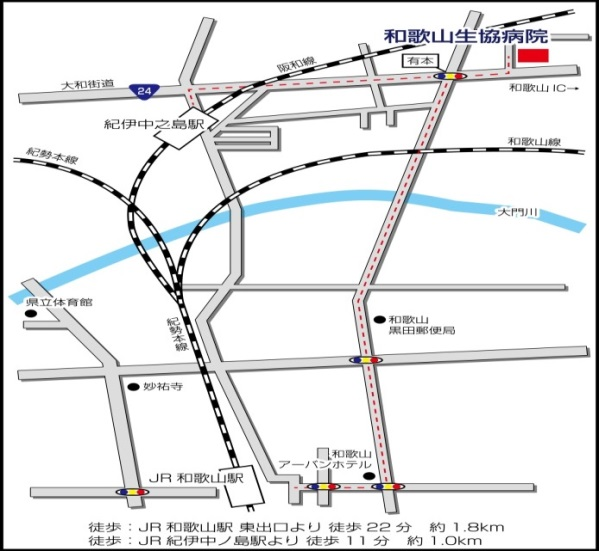 和歌山生協病院
阪和線
有本
大和街道
24
和歌山 IC→
紀伊中之島駅
和歌山線
紀勢本線
大門川
県立体育館
紀勢本線
和歌山
黒田郵便局
妙祐寺
和歌山
アーバンホテル
JR 和歌山駅
徒歩：JR 和歌山駅 東出口より 徒歩 22 分 約 1.8km
徒歩：JR 紀伊中ノ島駅より 徒歩 11 分 約 1.0km